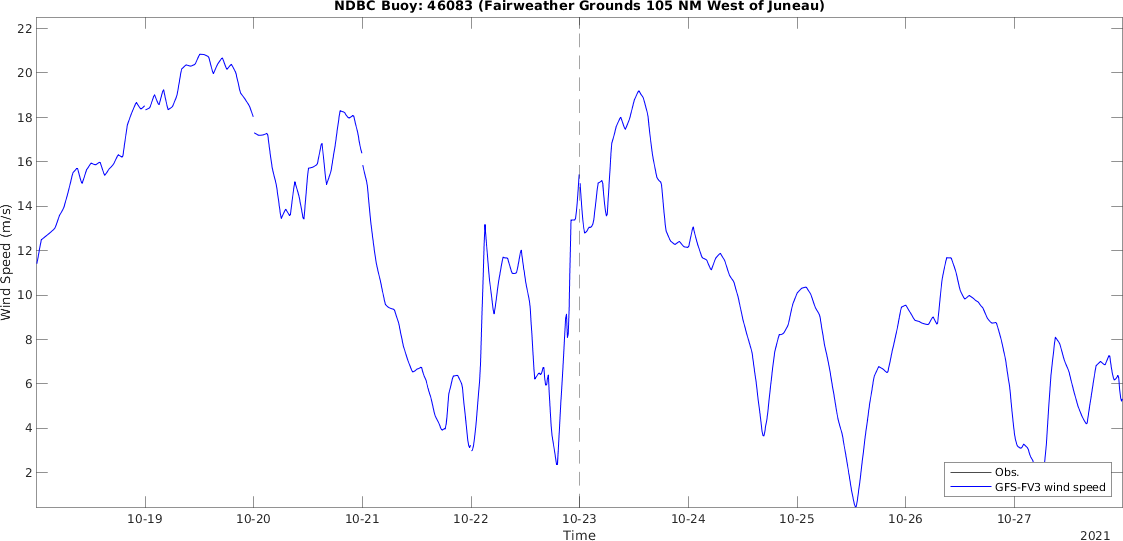 NDBC Buoy: 46083 (Fairweather Grounds 105 NM West of Juneau)
22
20
18
16
14
12
10
8
6
4
2
Wind Speed (m/s)
Obs.
GFS-FV3 wind speed
10-19 10-20 10-21 10-22 10-23 10-24 10-25 10-26 10-27
Time
2021